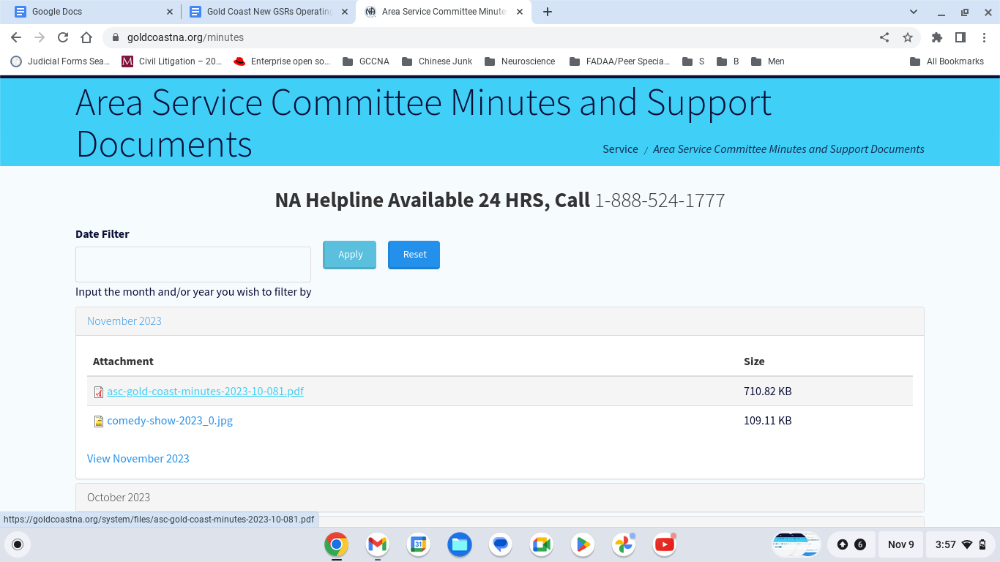 Google Docs
Gold Coast New GSRs Operating
Area Service Committee Minute
goldcoastna.org/minutes
Judicial Forms Sea...
Civil Litigation – 20...
Enterprise open so...
GCCNA
Chinese Junk
Neuroscience
FADAA/Peer Specia...
S
B
Men
All Bookmarks
Area Service Committee Minutes and Support
Documents
Service / Area Service Committee Minutes and Support Documents
NA Helpline Available 24 HRS, Call 1-888-524-1777
Date Filter
Apply
Reset
Input the month and/or year you wish to filter by
November 2023
Attachment Size
asc-gold-coast-minutes-2023-10-081.pdf 710.82 KB
comedy-show-2023_0.jpg 109.11 KB
View November 2023
October 2023
https://goldcoastna.org/system/files/asc-gold-coast-minutes-2023-10-081.pdf
31
6
Nov 9
3:57